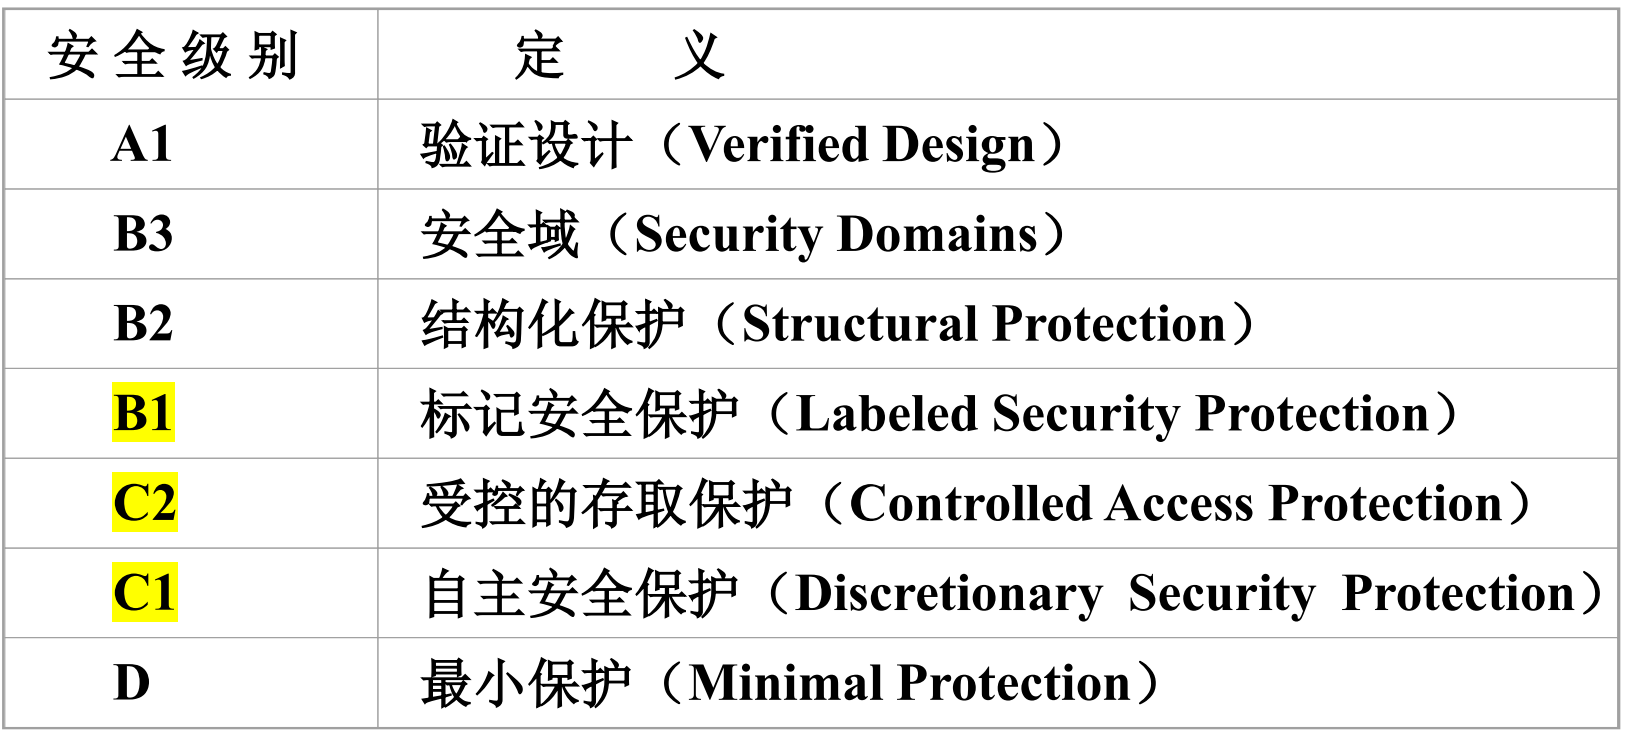 安全级别 定 义
A1 验证设计（Verified Design）
B3 安全域（Security Domains）
B2 结构化保护（Structural Protection）
B1 标记安全保护（Labeled Security Protection）
C2 受控的存取保护（Controlled Access Protection）
C1 自主安全保护（Discretionary Security Protection）
D 最小保护（Minimal Protection）